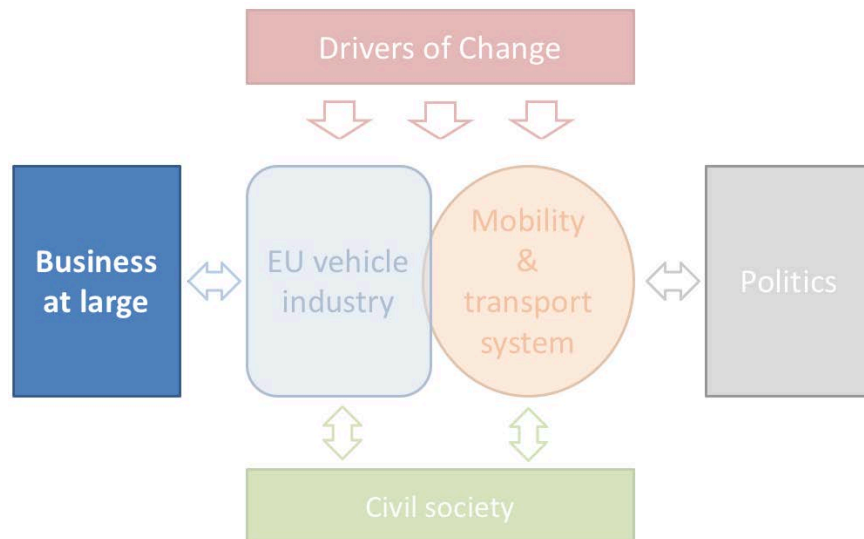 Drivers of Change
Business
at large
EU vehicle
industry
Mobility
&
transport
system
Politics
Civil society